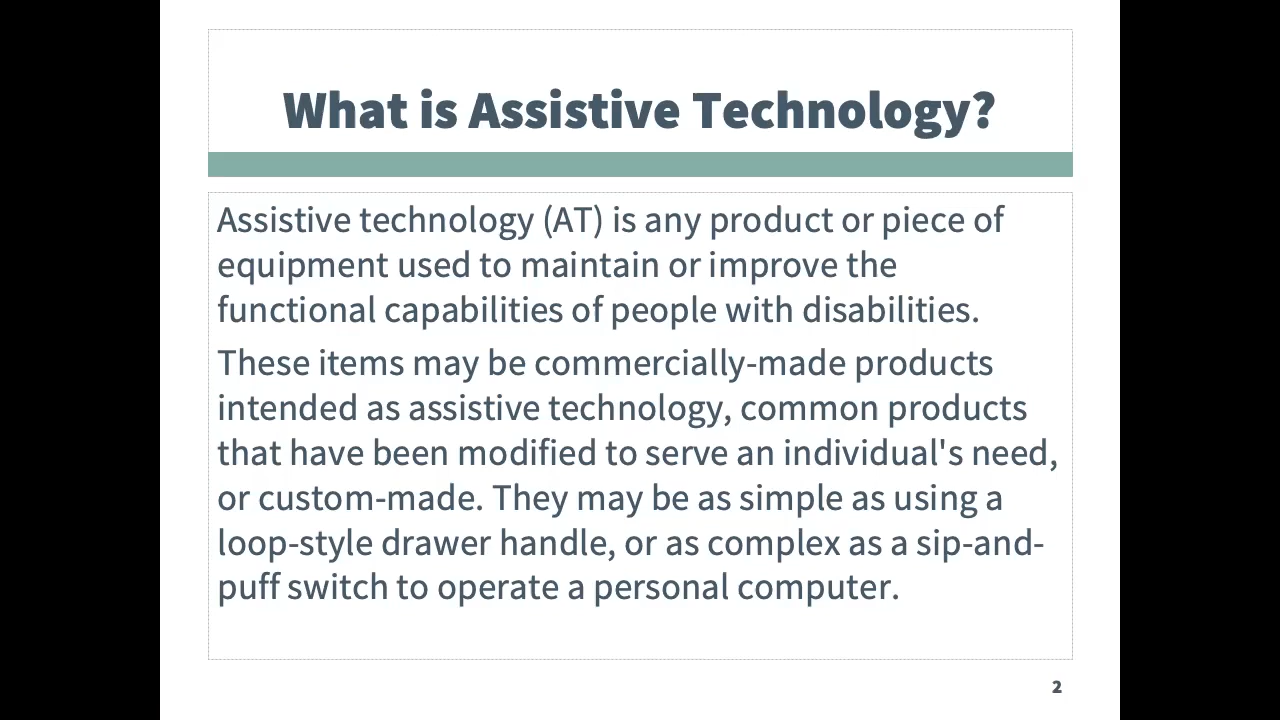 What is Assistive Technology?
Assistive technology (AT) is any product or piece of
equipment used to maintain or improve the
functional capabilities of people with disabilities.
These items may be commercially-made products
intended as assistive technology, common products
that have been modified to serve an individual's need,
or custom-made. They may be as simple as using a
loop-style drawer handle, or as complex as a sip-and-
puff switch to operate a personal computer.
2